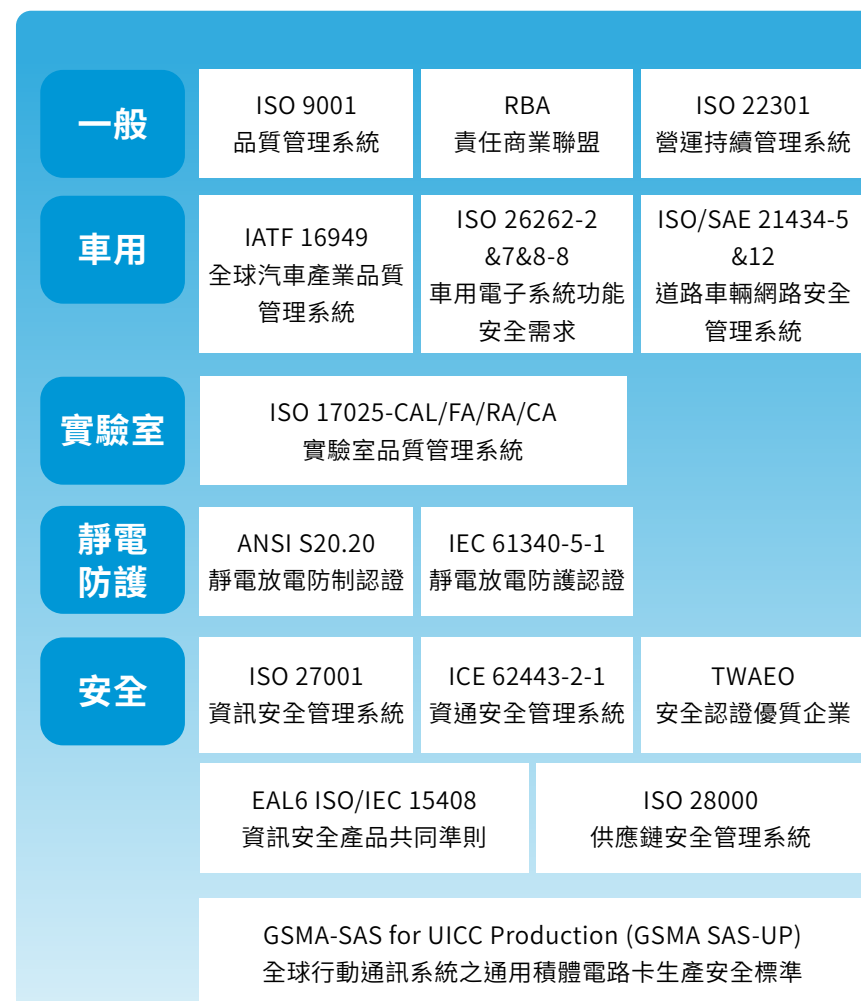 一般
ISO 9001
品質管理系統
RBA
責任商業聯盟
ISO 22301
營運持續管理系統
車用
IATF 16949
全球汽車產業品質
管理系統
ISO 26262-2
&7&8-8
車用電子系統功能
安全需求
ISO/SAE 21434-5
&12
道路車輛網路安全
管理系統
實驗室
ISO 17025-CAL/FA/RA/CA
實驗室品質管理系統
靜電
防護
ANSI S20.20
靜電放電防制認證
IEC 61340-5-1
靜電放電防護認證
安全
ISO 27001
資訊安全管理系統
ICE 62443-2-1
資通安全管理系統
TWAEO
安全認證優質企業
EAL6 ISO/IEC 15408
資訊安全產品共同準則
ISO 28000
供應鏈安全管理系統
GSMA-SAS for UICC Production (GSMA SAS-UP)
全球行動通訊系統之通用積體電路卡生產安全標準